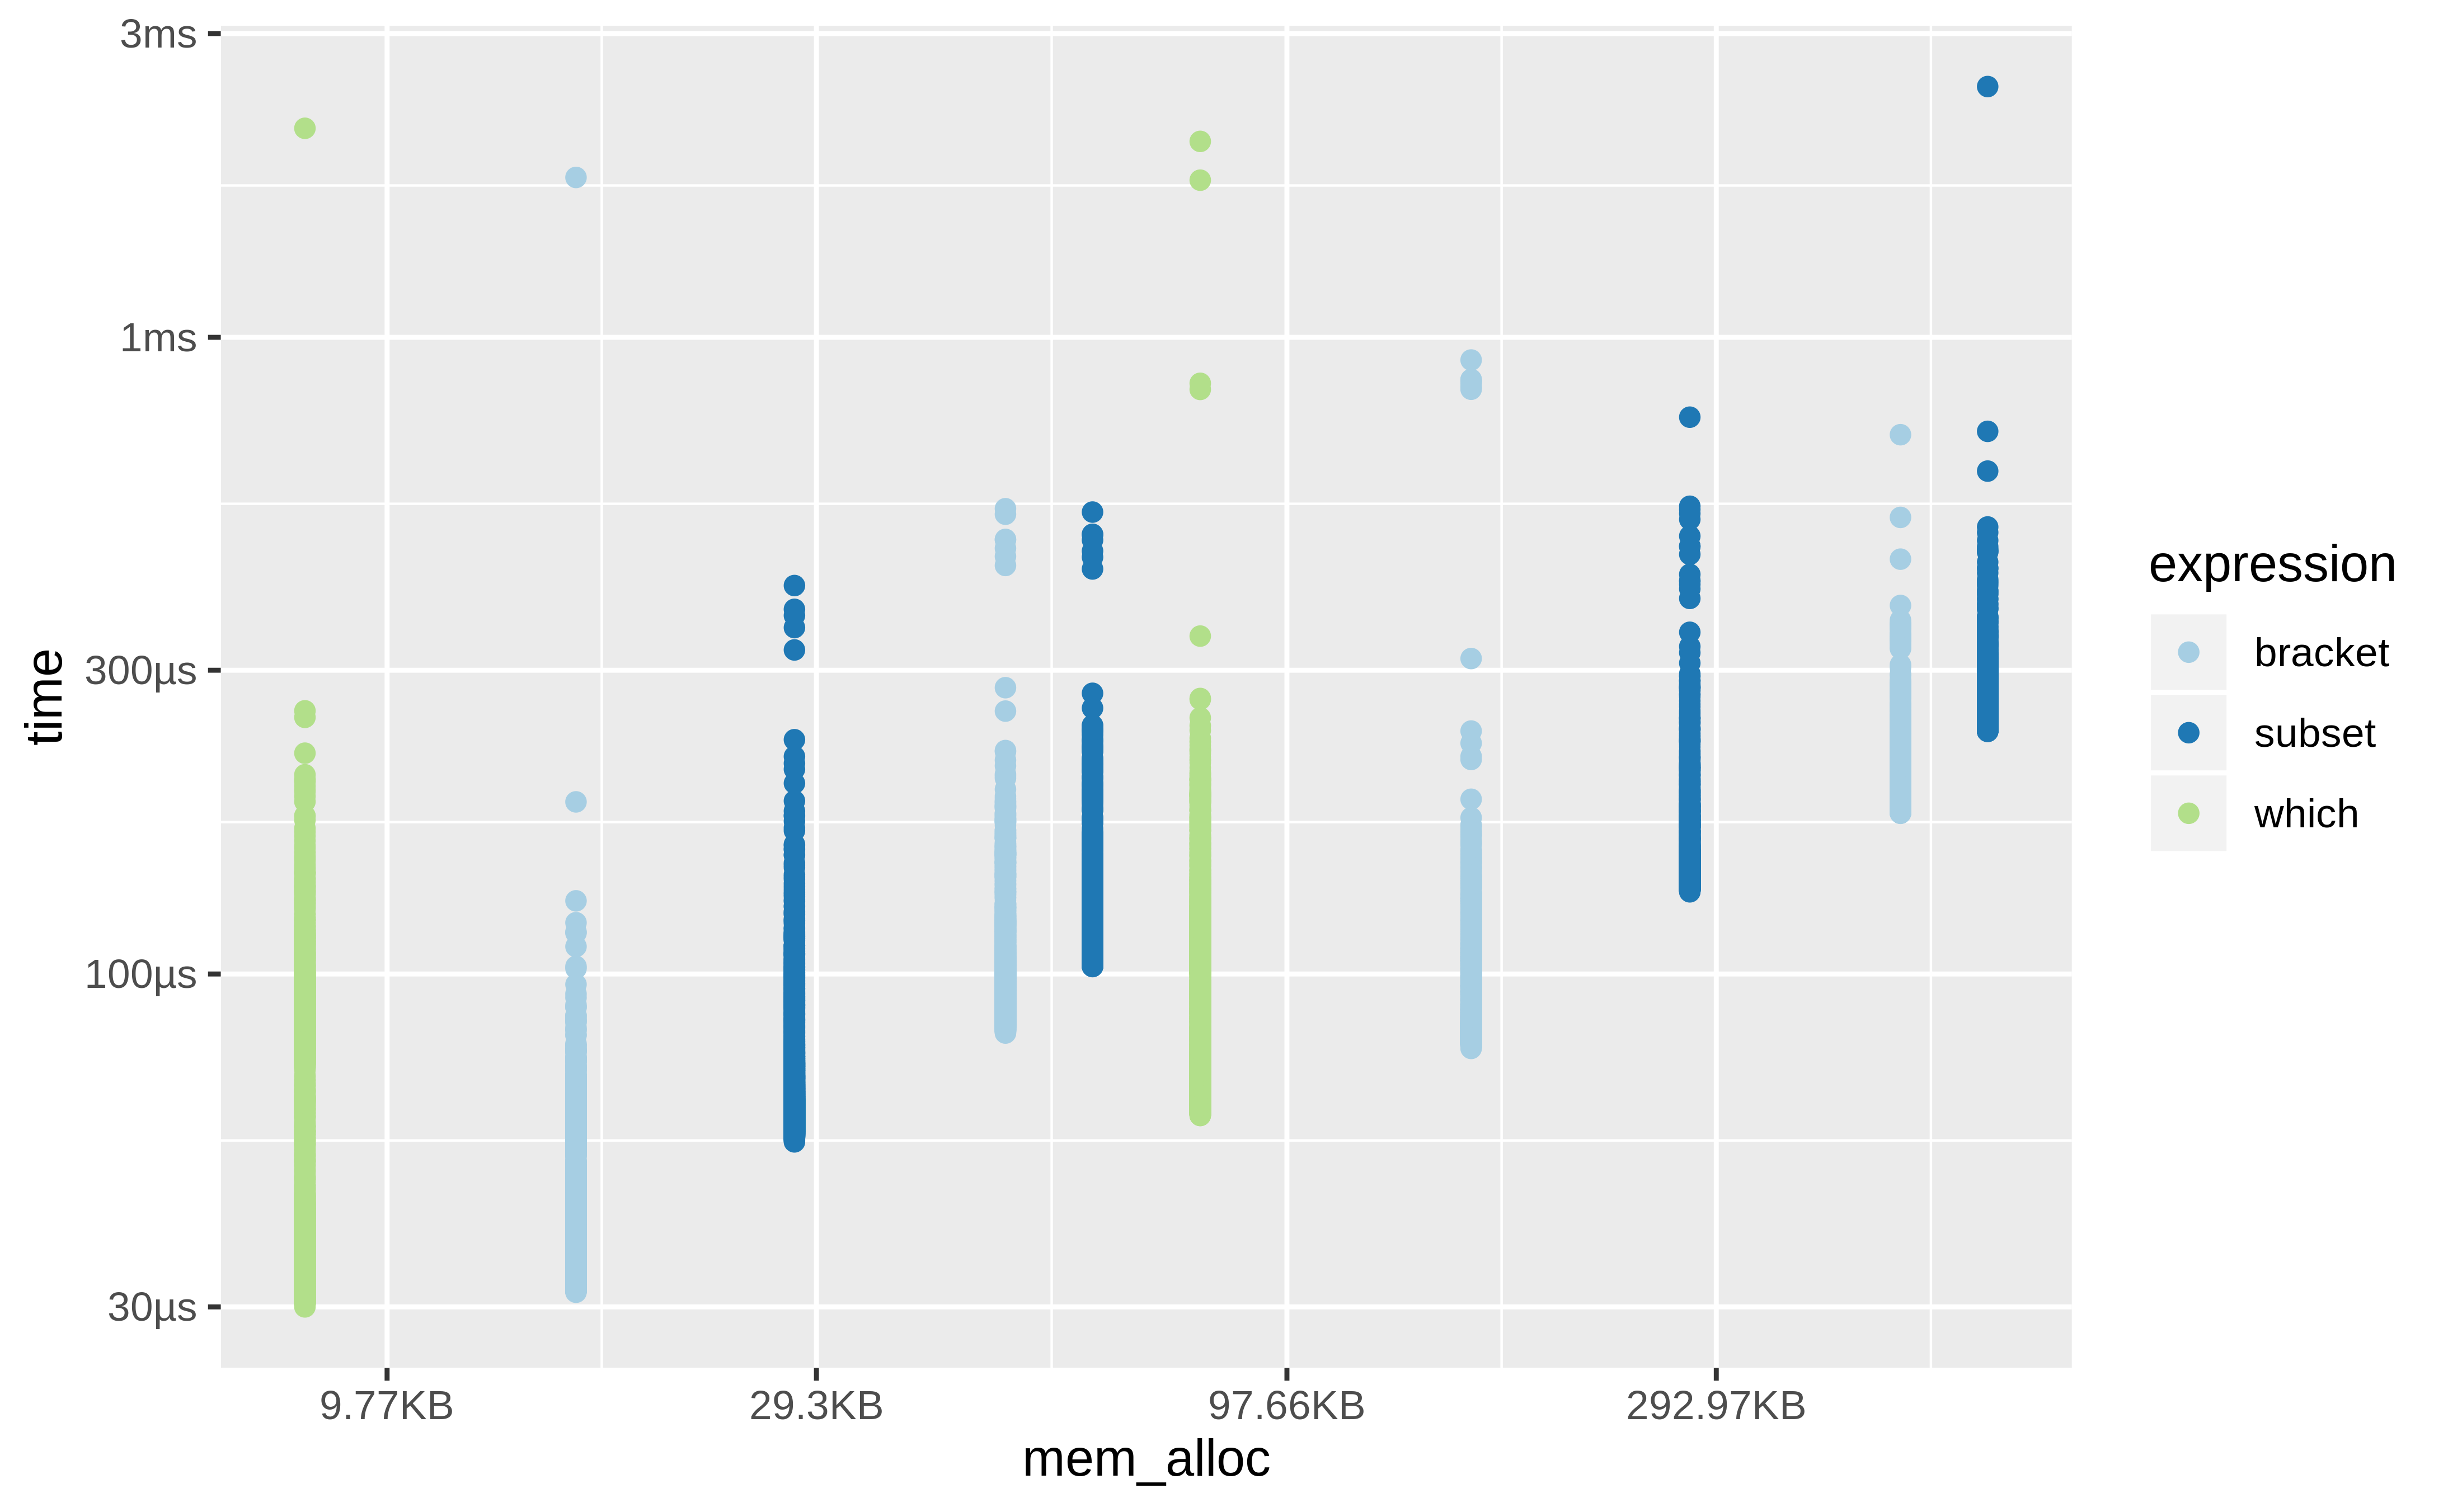 3ms
1ms
300µs
100µs
30µs
time
9.77KB
29.3KB
97.66KB
292.97KB
mem_alloc
expression
bracket
subset
which